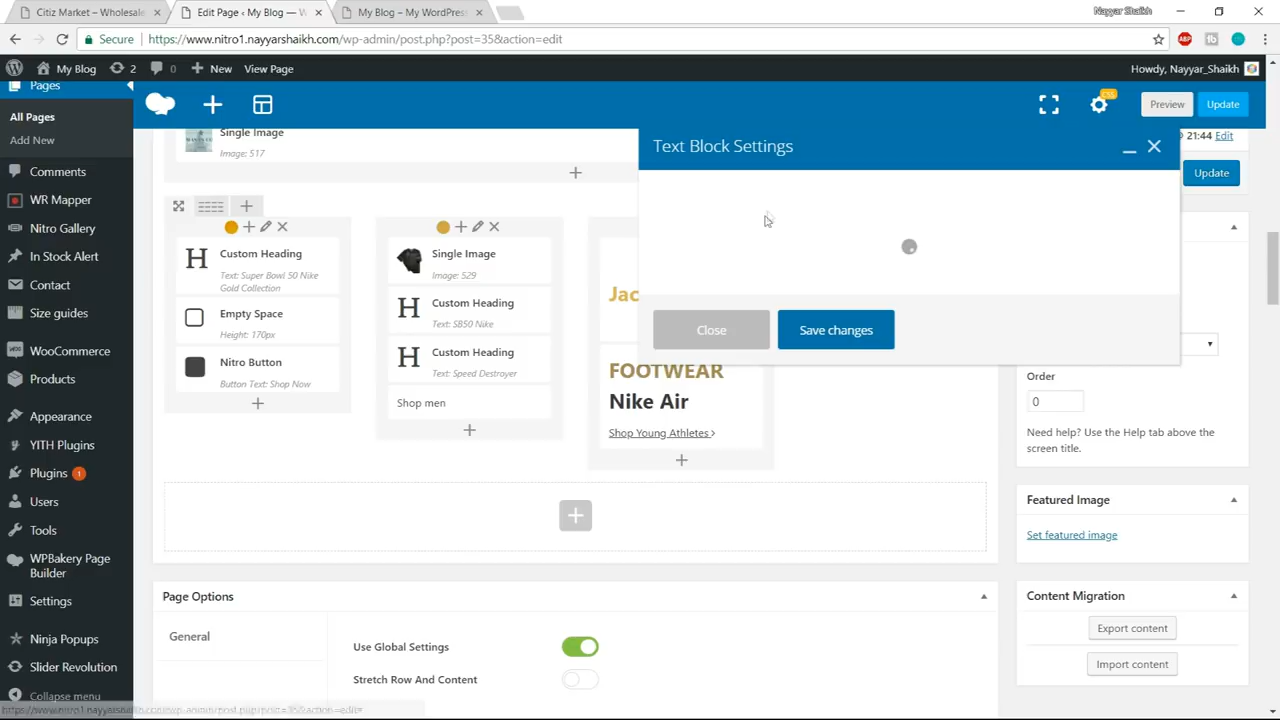 Citiz Market – Wholesale
Edit Page ‹ My Blog — W
My Blog – My WordPress
Nayyar Shaikh
Secure
https://www.nitro1.nayyarshaikh.com/wp-admin/post.php?post=35&action=edit
My Blog
2
0
New
View Page
Howdy, Nayyar_Shaikh
Pages
All Pages
Add New
Comments
WR Mapper
Nitro Gallery
In Stock Alert
Contact
Size guides
WooCommerce
Products
Appearance
YITH Plugins
Plugins 1
Users
Tools
WPBakery Page
Builder
Settings
Ninja Popups
Slider Revolution
Collapse menu
https://www.nitro1.nayyarshaikh.com/wp-admin/post.php?post=35&action=edit#
CSS
Preview
Update
Single Image
Image: 517
Custom Heading
Text: Super Bowl 50 Nike
Gold Collection
Empty Space
Height: 170px
Nitro Button
Button Text: Shop Now
Single Image
Image: 529
Custom Heading
Text: SB50 Nike
Custom Heading
Text: Speed Destroyer
Shop men
Jac
FOOTWEAR
Nike Air
Shop Young Athletes
Text Block Settings
Close
Save changes
21:44 Edit
Update
Order
0
Need help? Use the Help tab above the
screen title.
Featured Image
Set featured image
Content Migration
Export content
Import content
Page Options
General
Use Global Settings
Stretch Row And Content